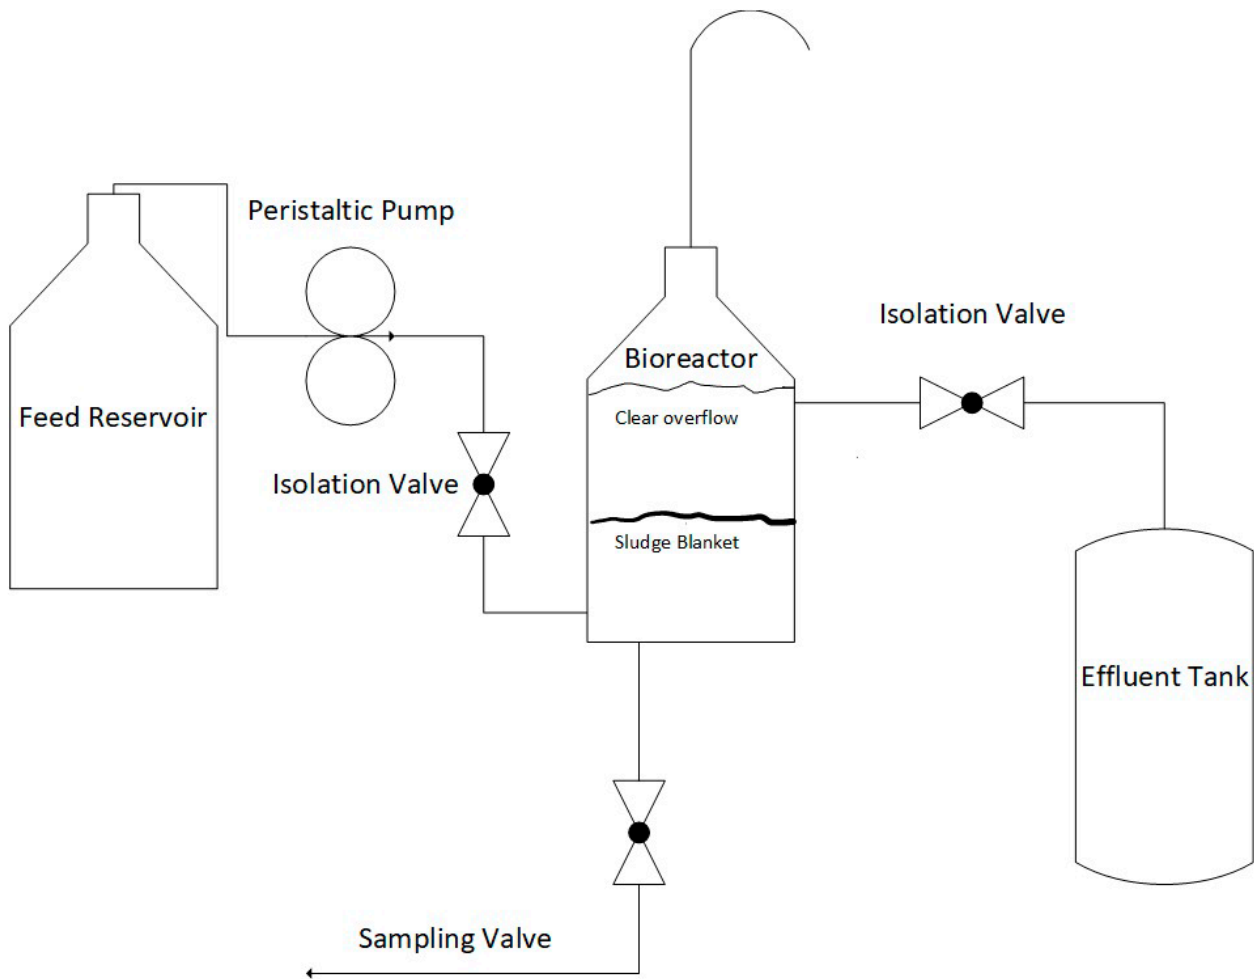 Peristaltic Pump
Isolation Valve
Bioreactor
Feed Reservoir
Clear overflow
Isolation Valve
Sludge Blanket
Effluent Tank
Sampling Valve